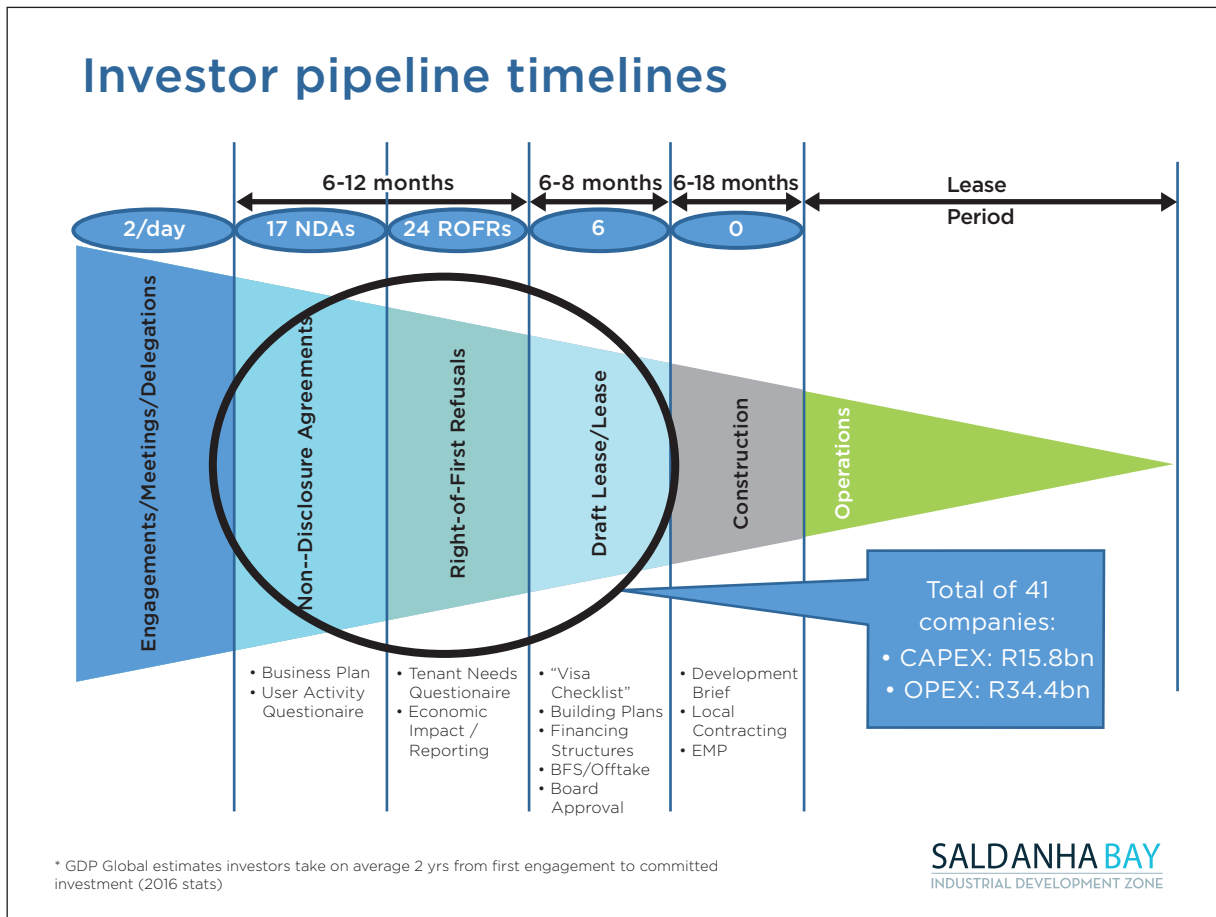 Investor pipeline timelines
6-12 months
6-8 months
6-18 months
Lease
Period
2/day
17 NDAs
24 ROFRs
6
0
Engagements/Meetings/Delegations
Non--Disclosure Agreements
Right-of-First Refusals
Draft Lease/Lease
Construction
Operations
Total of 41
companies:
• CAPEX: R15.8bn
• OPEX: R34.4bn
• Business Plan
• User Activity
Questionaire
• Tenant Needs
Questionaire
• Economic
Impact /
Reporting
• “Visa
Checklist”
• Building Plans
• Financing
Structures
• BFS/Offtake
• Board
Approval
• Development
Brief
• Local
Contracting
• EMP
* GDP Global estimates investors take on average 2 yrs from first engagement to committed
investment (2016 stats)
SALDANHA BAY
INDUSTRIAL DEVELOPMENT ZONE